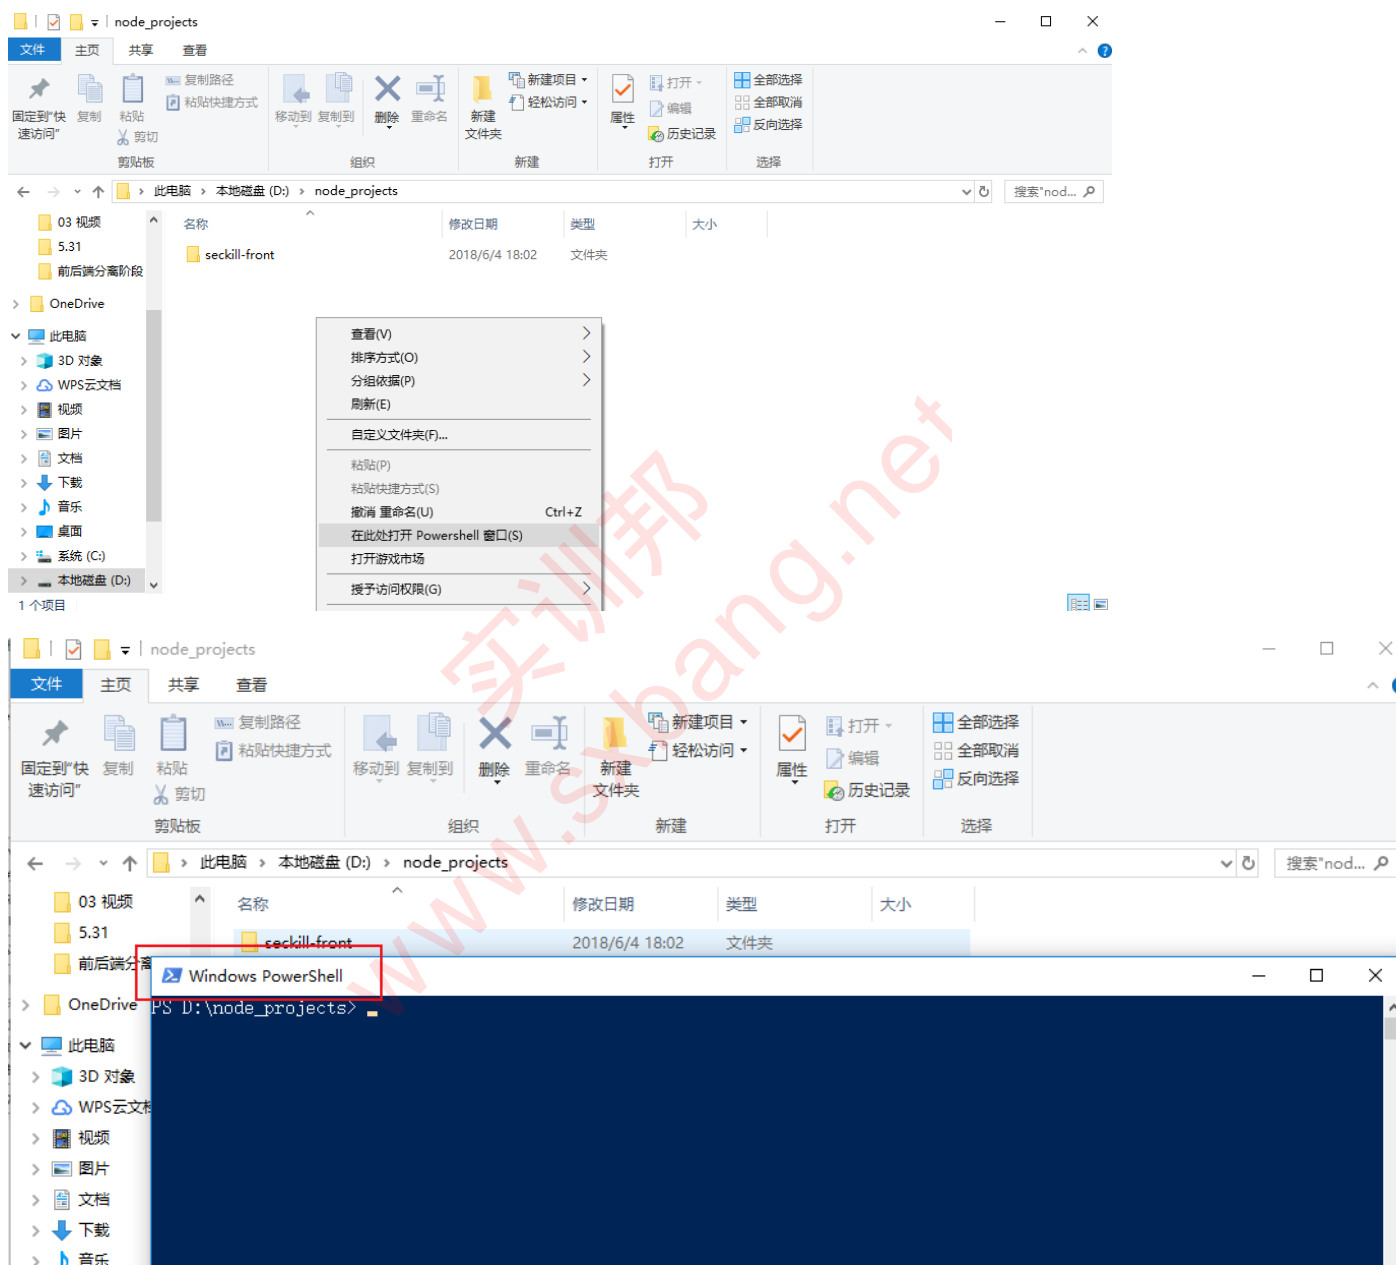 node_projects
文件 主页 共享 查看
固定到"快速访问" 复制 粘贴 复制路径 粘贴快捷方式 剪切 移动到 复制到 删除 重命名 新建文件夹 新建项目 轻松访问 属性 打开 编辑 历史记录 全部选择 全部取消 反向选择
剪贴板 组织 新建 打开 选择
此电脑 本地磁盘 (D:) node_projects 搜索"nod...
03 视频 名称 修改日期 类型 大小
5.31 seckill-front 2018/6/4 18:02 文件夹
前后端分离阶段
OneDrive
此电脑
3D 对象
WPS云文档
视频
图片
文档
下载
音乐
桌面
系统 (C:)
本地磁盘 (D:)
1 个项目
查看(V)
排序方式(O)
分组依据(P)
刷新(E)
自定义文件夹(F)...
粘贴(P)
粘贴快捷方式(S)
撤消 重命名(U) Ctrl+Z
在此处打开 Powershell 窗口(S)
打开游戏市场
授予访问权限(G)
node_projects
文件 主页 共享 查看
固定到"快速访问" 复制 粘贴 复制路径 粘贴快捷方式 剪切 移动到 复制到 删除 重命名 新建文件夹 新建项目 轻松访问 属性 打开 编辑 历史记录 全部选择 全部取消 反向选择
剪贴板 组织 新建 打开 选择
此电脑 本地磁盘 (D:) node_projects 搜索"nod...
03 视频 名称 修改日期 类型 大小
5.31 seckill-front 2018/6/4 18:02 文件夹
前后端分离
Windows PowerShell
PS D:\node_projects>
OneDrive
此电脑
3D 对象
WPS云文档
视频
图片
文档
下载
音乐
实训邦
www.sxbang.net